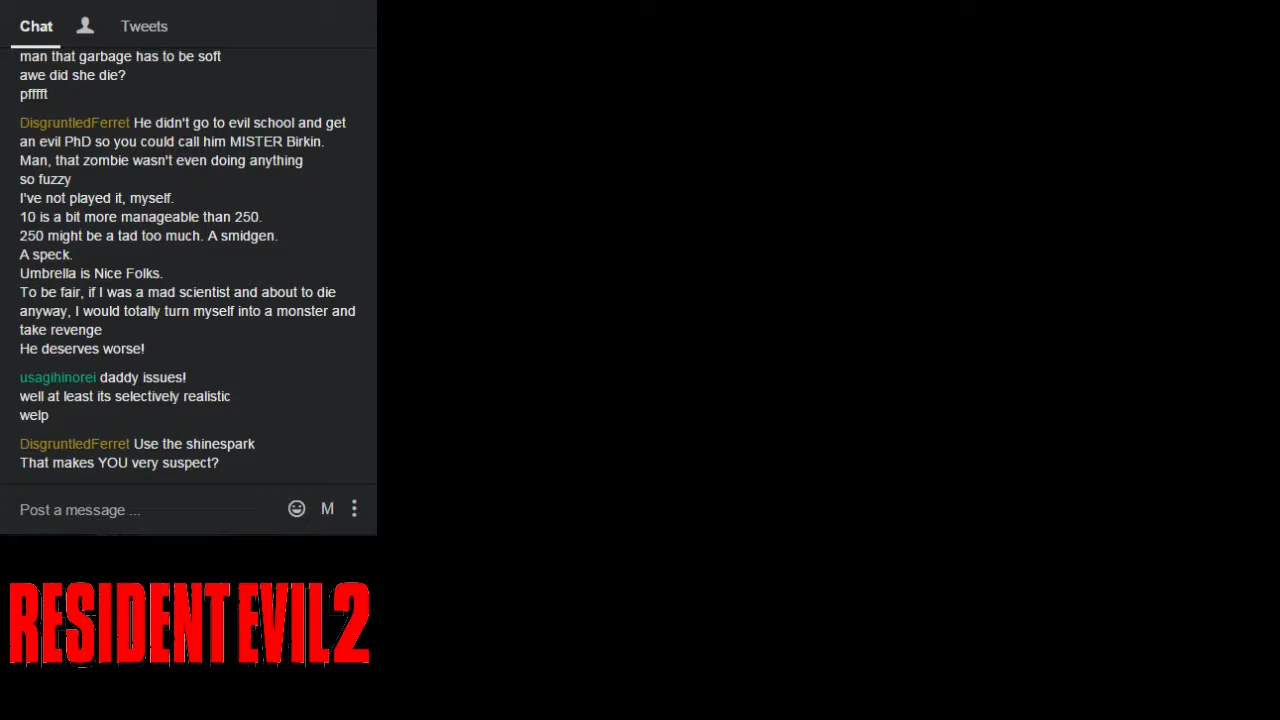 Chat Tweets
man that garbage has to be soft
awe did she die?
pfffft
DisgruntledFerret He didn't go to evil school and get
an evil PhD so you could call him MISTER Birkin.
Man, that zombie wasn't even doing anything
so fuzzy
I've not played it, myself.
10 is a bit more manageable than 250.
250 might be a tad too much. A smidgen.
A speck.
Umbrella is Nice Folks.
To be fair, if I was a mad scientist and about to die
anyway, I would totally turn myself into a monster and
take revenge
He deserves worse!
usagihinorei daddy issues!
well at least its selectively realistic
welp
DisgruntledFerret Use the shinespark
That makes YOU very suspect?
Post a message ... M
RESIDENT EVIL 2